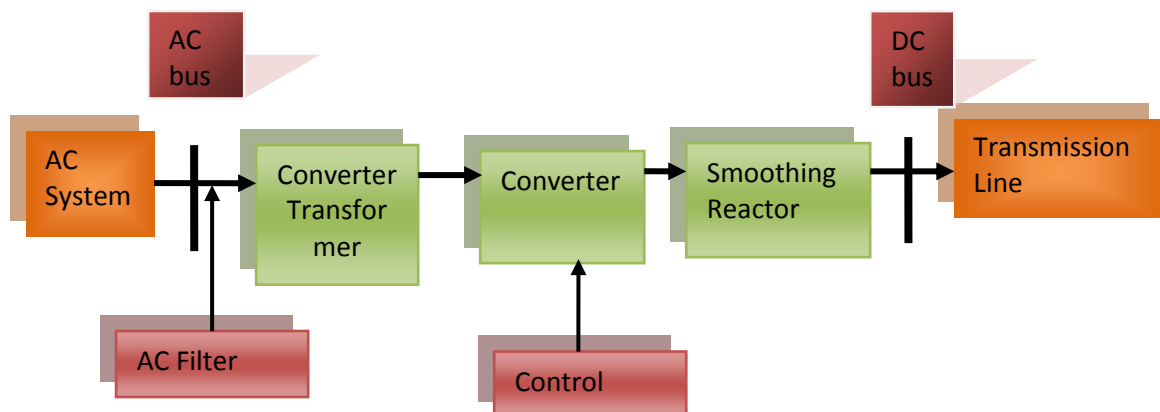 AC
bus
DC
bus
AC
System
Converter
Transfor
mer
Converter
Smoothing
Reactor
Transmission
Line
AC Filter
Control